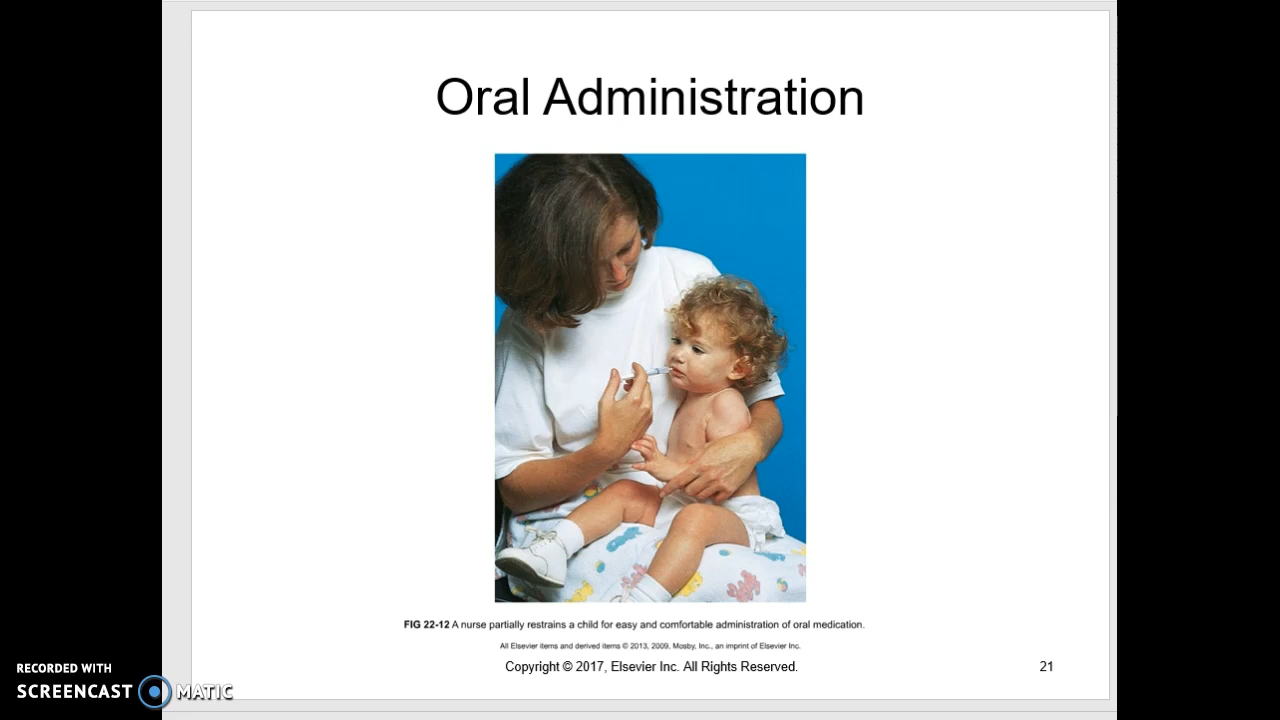 Oral Administration
FIG 22-12 A nurse partially restrains a child for easy and comfortable administration of oral medication.
All Elsevier items and derived items © 2013, 2009, Mosby, Inc., an imprint of Elsevier Inc.
Copyright © 2017, Elsevier Inc. All Rights Reserved.
21
RECORDED WITH
SCREENCAST MATIC